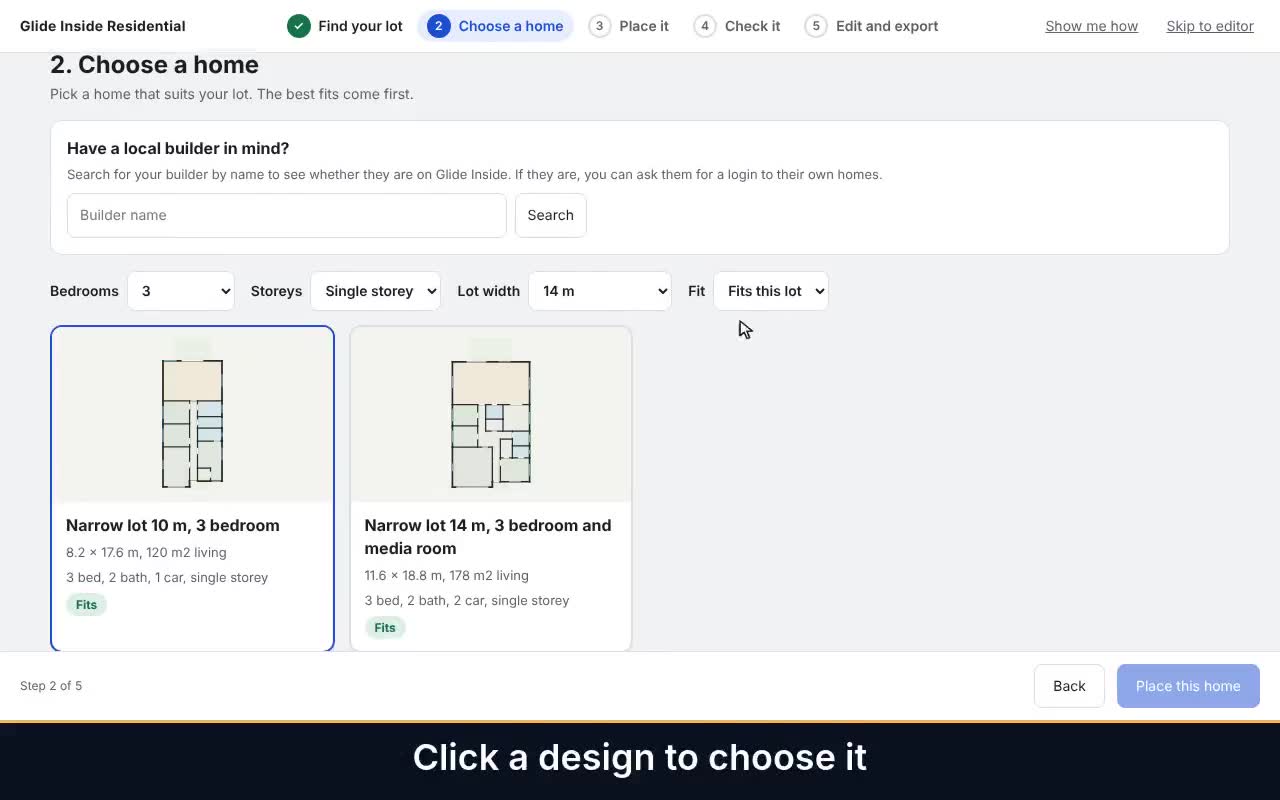 Glide Inside Residential
Find your lot
2 Choose a home
3 Place it
4 Check it
5 Edit and export
Show me how
Skip to editor
2. Choose a home
Pick a home that suits your lot. The best fits come first.
Have a local builder in mind?
Search for your builder by name to see whether they are on Glide Inside. If they are, you can ask them for a login to their own homes.
Builder name
Search
Bedrooms 3 Storeys Single storey Lot width 14 m Fit Fits this lot
Narrow lot 10 m, 3 bedroom
8.2 × 17.6 m, 120 m2 living
3 bed, 2 bath, 1 car, single storey
Fits
Narrow lot 14 m, 3 bedroom and
media room
11.6 × 18.8 m, 178 m2 living
3 bed, 2 bath, 2 car, single storey
Fits
Step 2 of 5
Back
Place this home
Click a design to choose it